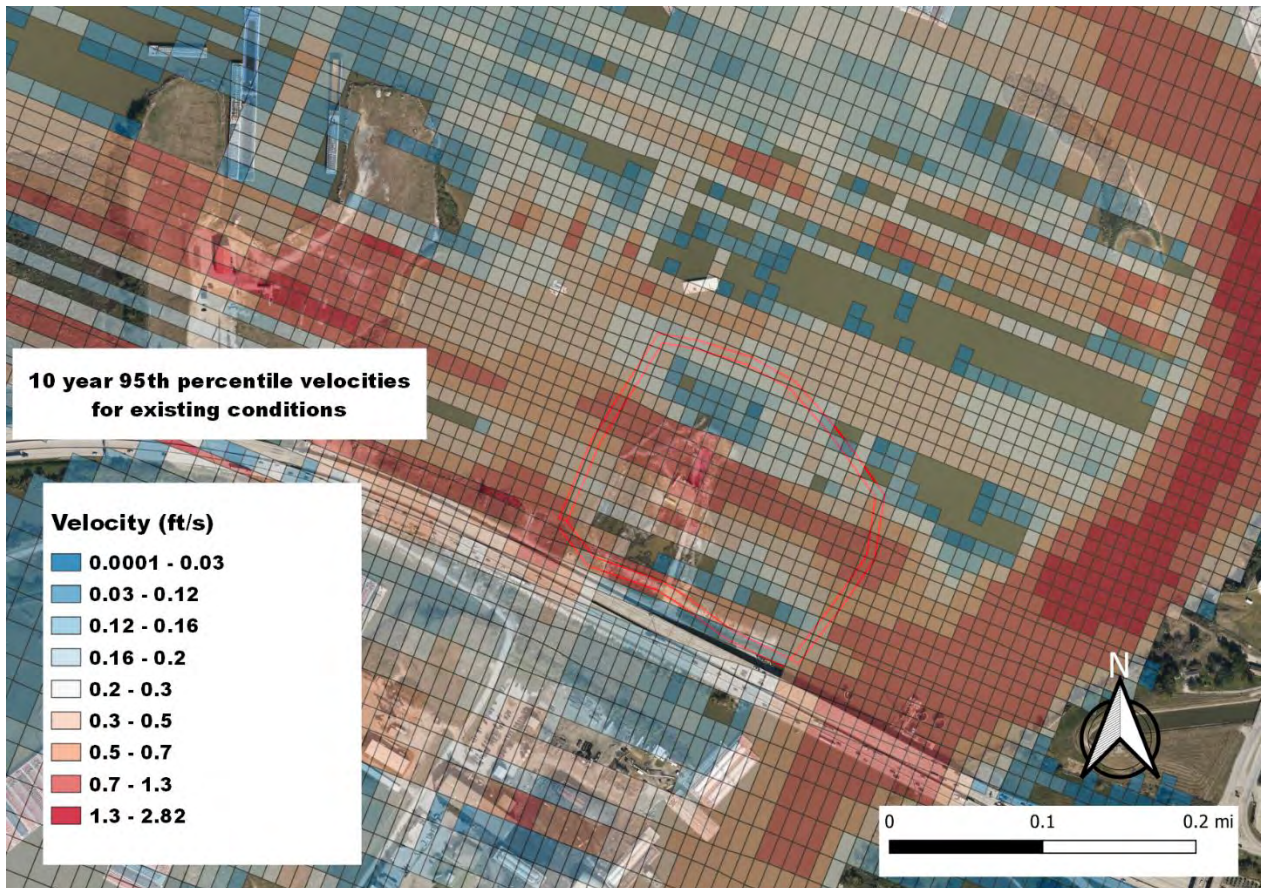 10 year 95th percentile velocities
for existing conditions
Velocity (ft/s)
0.0001 - 0.03
0.03 - 0.12
0.12 - 0.16
0.16 - 0.2
0.2 - 0.3
0.3 - 0.5
0.5 - 0.7
0.7 - 1.3
1.3 - 2.82
N
0 0.1 0.2 mi